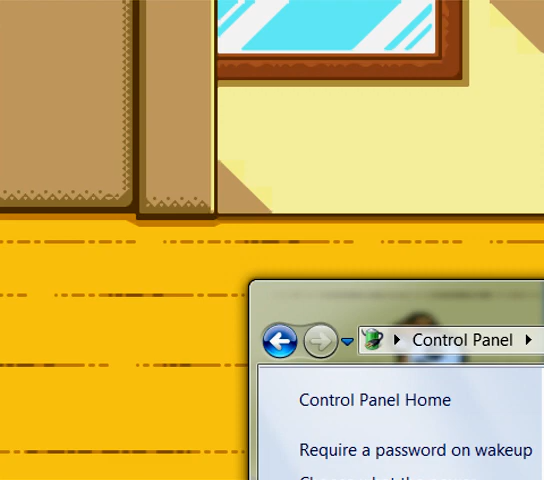 Control Panel
Control Panel Home
Require a password on wakeup